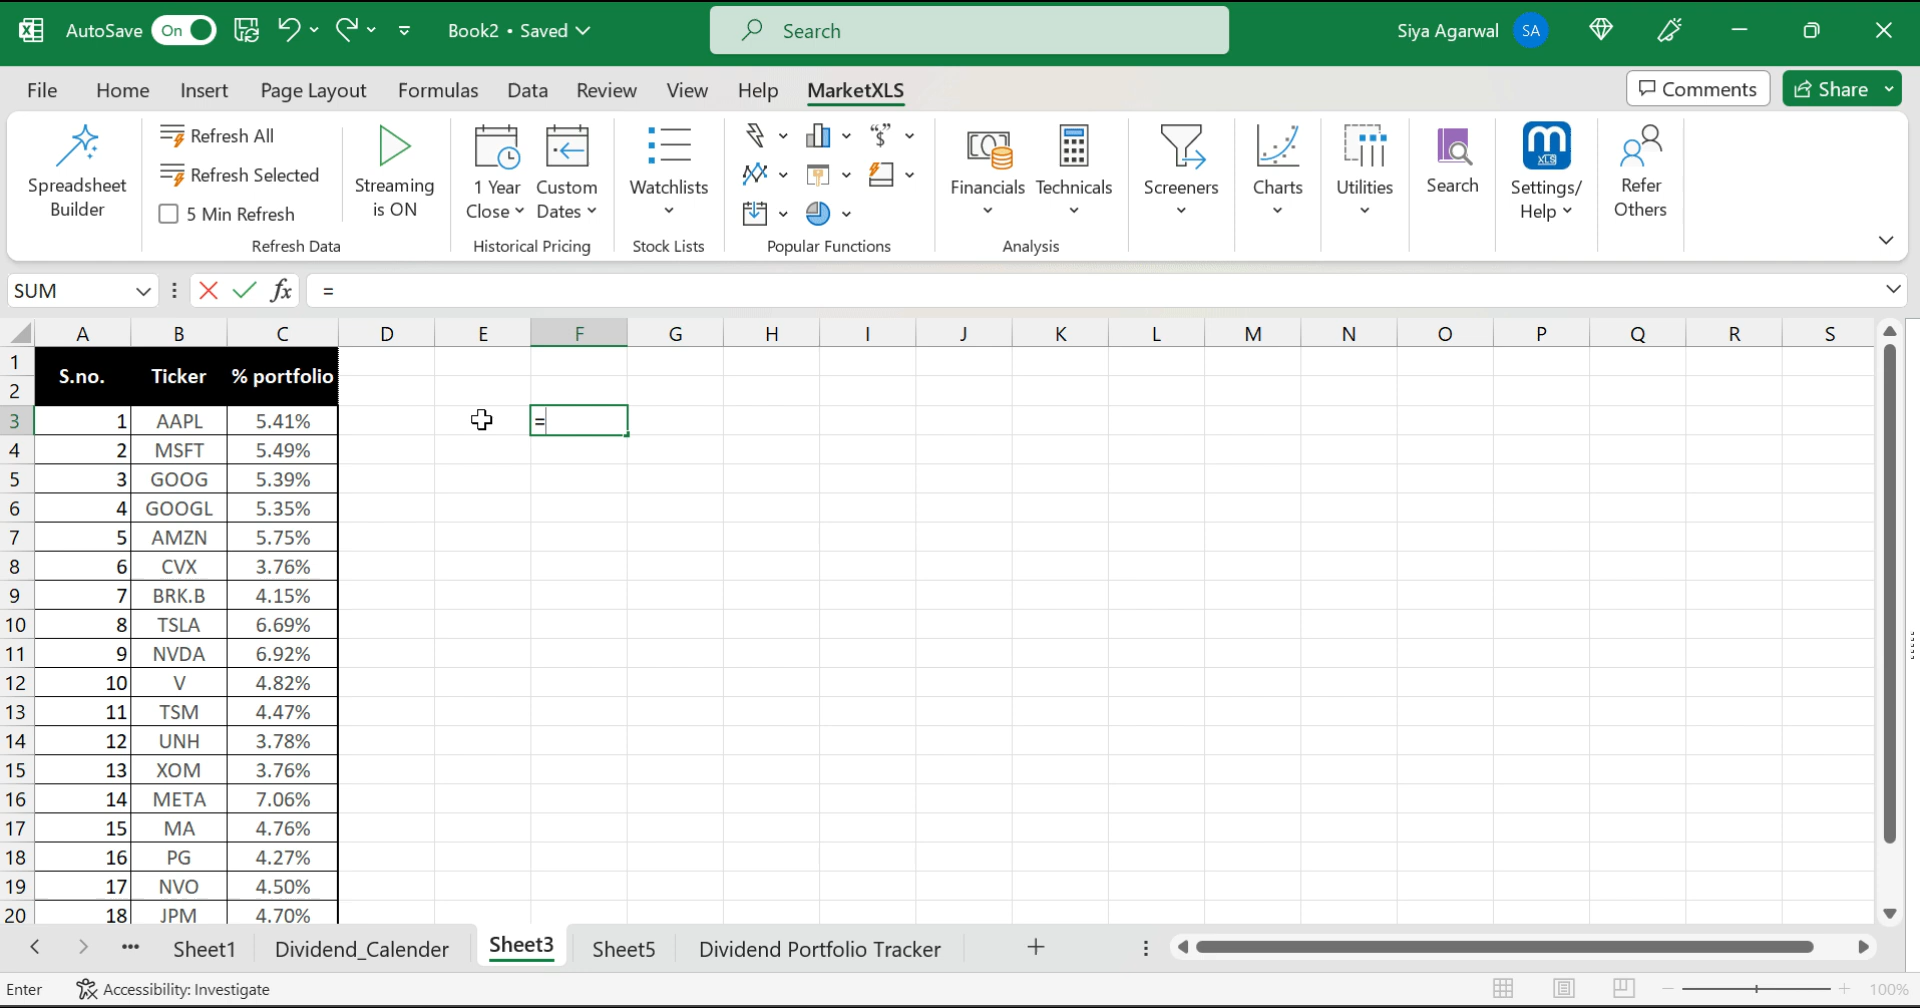 AutoSave On Book2 • Saved Search Siya Agarwal SA
File Home Insert Page Layout Formulas Data Review View Help MarketXLS Comments Share
Spreadsheet Builder
Refresh All
Refresh Selected
5 Min Refresh
Refresh Data
Streaming is ON
1 Year Close
Custom Dates
Historical Pricing
Watchlists
Stock Lists
Popular Functions
Financials
Technicals
Analysis
Screeners
Charts
Utilities
Search
Settings/ Help
Refer Others
SUM fx =
A B C D E F G H I J K L M N O P Q R S
1
S.no. Ticker % portfolio
2
3 1 AAPL 5.41% =
4 2 MSFT 5.49%
5 3 GOOG 5.39%
6 4 GOOGL 5.35%
7 5 AMZN 5.75%
8 6 CVX 3.76%
9 7 BRK.B 4.15%
10 8 TSLA 6.69%
11 9 NVDA 6.92%
12 10 V 4.82%
13 11 TSM 4.47%
14 12 UNH 3.78%
15 13 XOM 3.76%
16 14 META 7.06%
17 15 MA 4.76%
18 16 PG 4.27%
19 17 NVO 4.50%
20 18 JPM 4.70%
Sheet1 Dividend_Calender Sheet3 Sheet5 Dividend Portfolio Tracker
Enter Accessibility: Investigate 100%